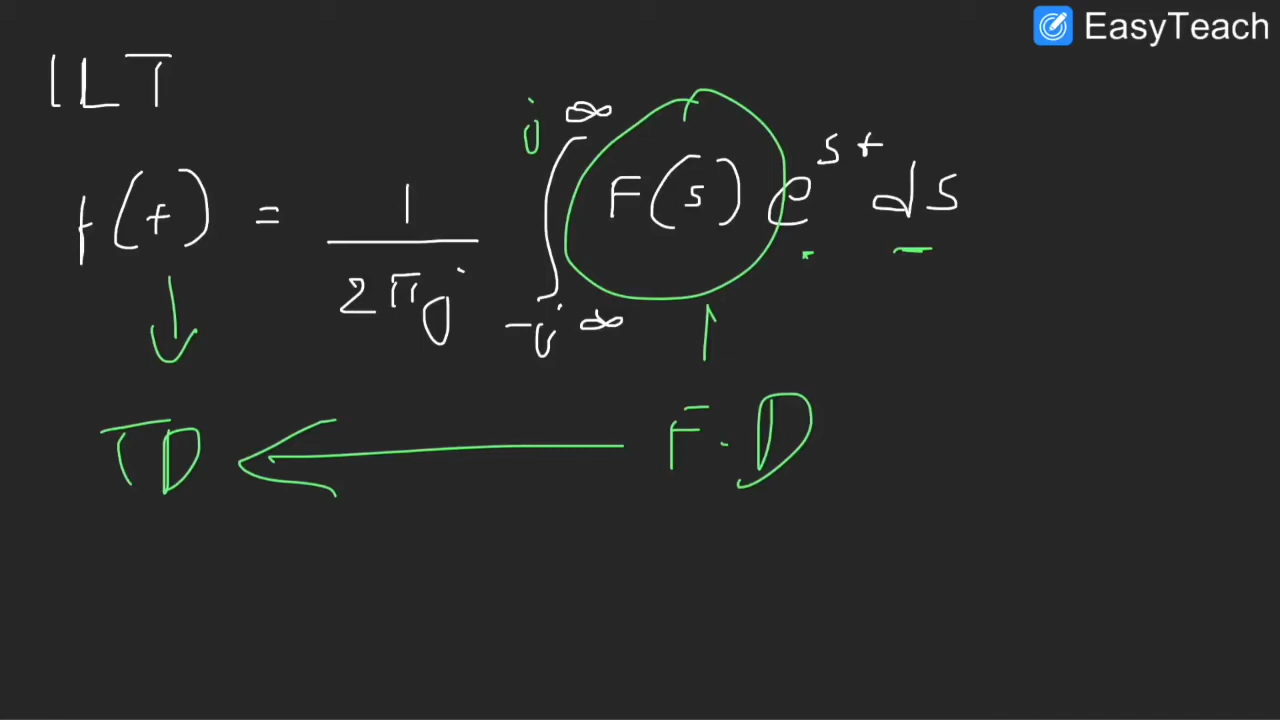 EasyTeach
ILT
f(t) = 1/2πj ∫_{-j∞}^{j∞} F(s) e^{st} ds
TD ← F.D